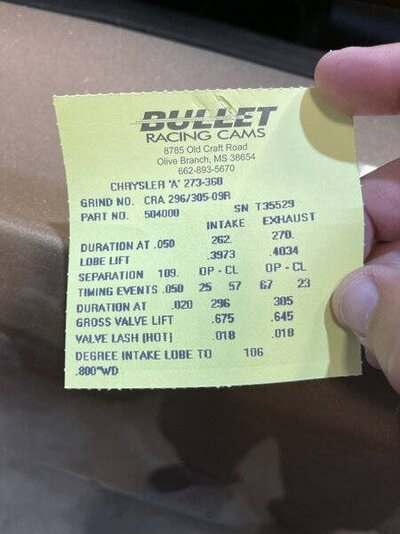 BULLET
RACING CAMS
8785 Old Craft Road
Olive Branch, MS 38654
662-893-5670
CHRYSLER "A" 273-360
GRIND NO. CRA 296/305-09R
PART NO. 504000 SN T35529
INTAKE EXHAUST
DURATION AT .050 262. 270.
LOBE LIFT .3973 .4034
SEPARATION 109. OP - CL OP - CL
TIMING EVENTS .050 25 57 67 23
DURATION AT .020 296 305
GROSS VALVE LIFT .675 .645
VALVE LASH (HOT) .018 .018
DEGREE INTAKE LOBE TO 106
.800"WD